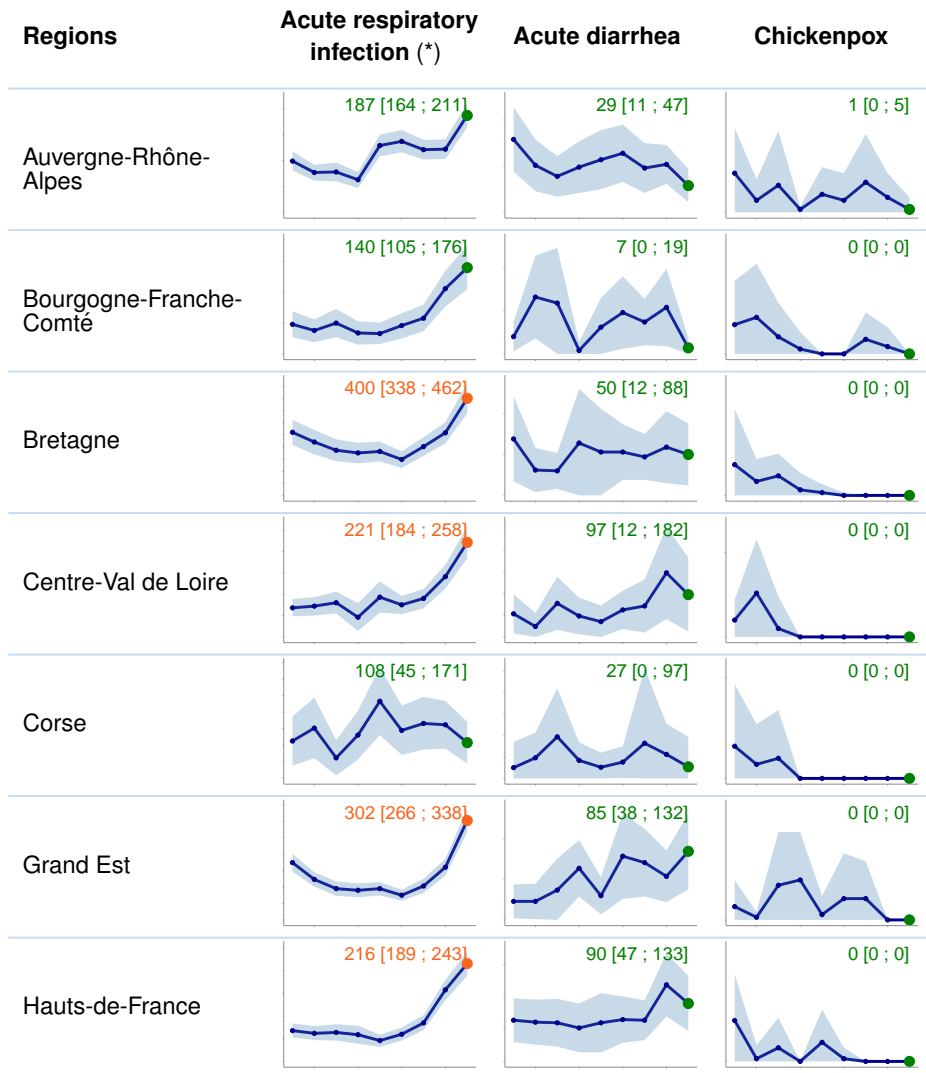 Regions
Acute respiratory
infection (*)
Acute diarrhea
Chickenpox
Auvergne-Rhône-
Alpes
187 [164 ; 211]
29 [11 ; 47]
1 [0 ; 5]
Bourgogne-Franche-
Comté
140 [105 ; 176]
7 [0 ; 19]
0 [0 ; 0]
Bretagne
400 [338 ; 462]
50 [12 ; 88]
0 [0 ; 0]
Centre-Val de Loire
221 [184 ; 258]
97 [12 ; 182]
0 [0 ; 0]
Corse
108 [45 ; 171]
27 [0 ; 97]
0 [0 ; 0]
Grand Est
302 [266 ; 338]
85 [38 ; 132]
0 [0 ; 0]
Hauts-de-France
216 [189 ; 243]
90 [47 ; 133]
0 [0 ; 0]